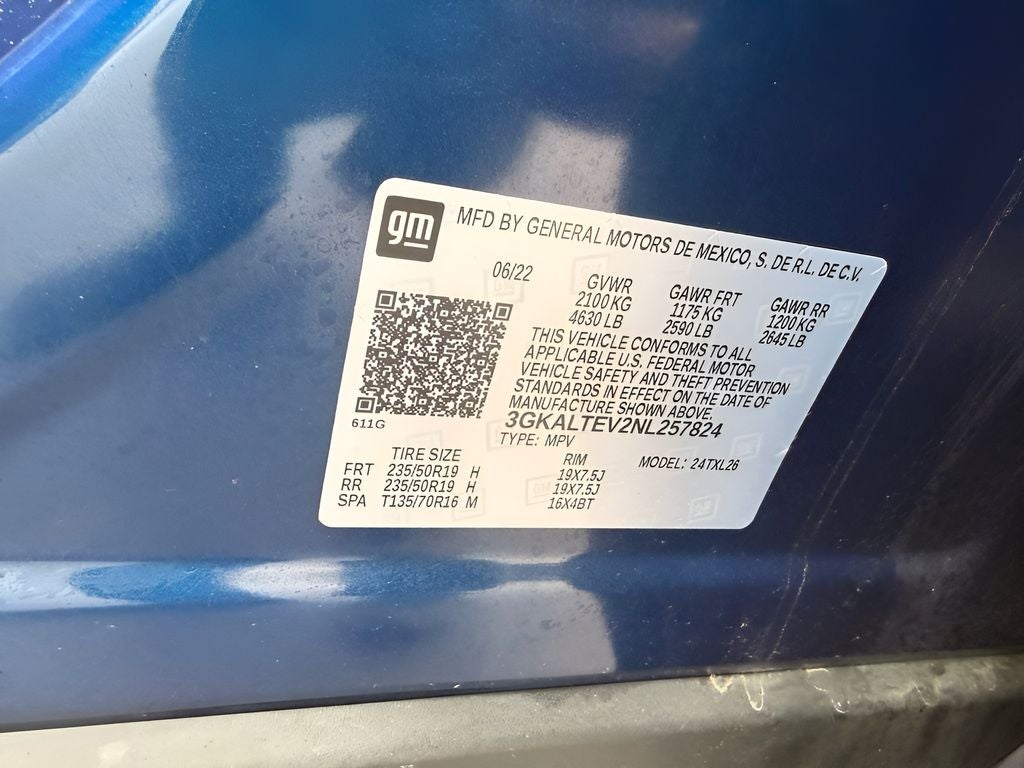 gm
MFD BY GENERAL MOTORS DE MEXICO, S. DE R.L. DE C.V.
06/22
GVWR GAWR FRT GAWR RR
2100 KG 1175 KG 1200 KG
4630 LB 2590 LB 2645 LB
THIS VEHICLE CONFORMS TO ALL
APPLICABLE U.S. FEDERAL MOTOR
VEHICLE SAFETY AND THEFT PREVENTION
STANDARDS IN EFFECT ON THE DATE OF
MANUFACTURE SHOWN ABOVE.
611G
3GKALTEV2NL257824
TYPE: MPV
MODEL: 24TXL26
TIRE SIZE RIM
FRT 235/50R19 H 19X7.5J
RR 235/50R19 H 19X7.5J
SPA T135/70R16 M 16X4BT